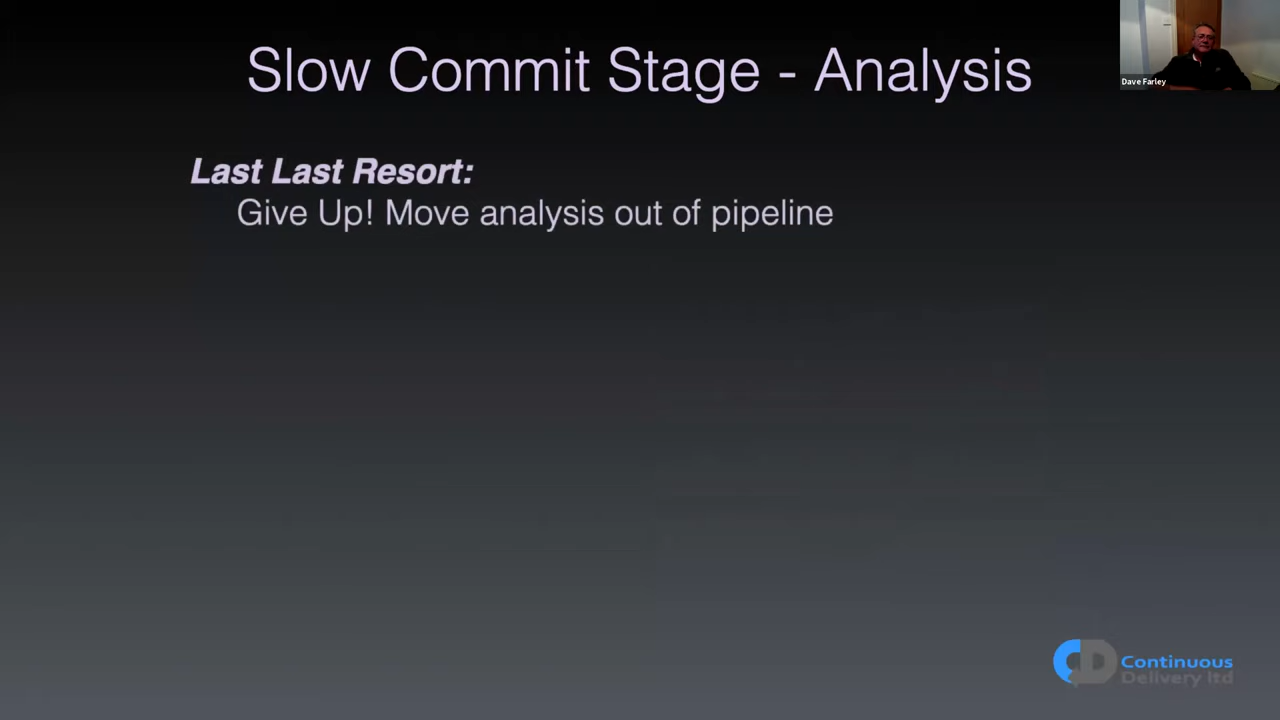 Slow Commit Stage - Analysis
Dave Farley
Last Last Resort:
Give Up! Move analysis out of pipeline
CD
Continuous
Delivery ltd